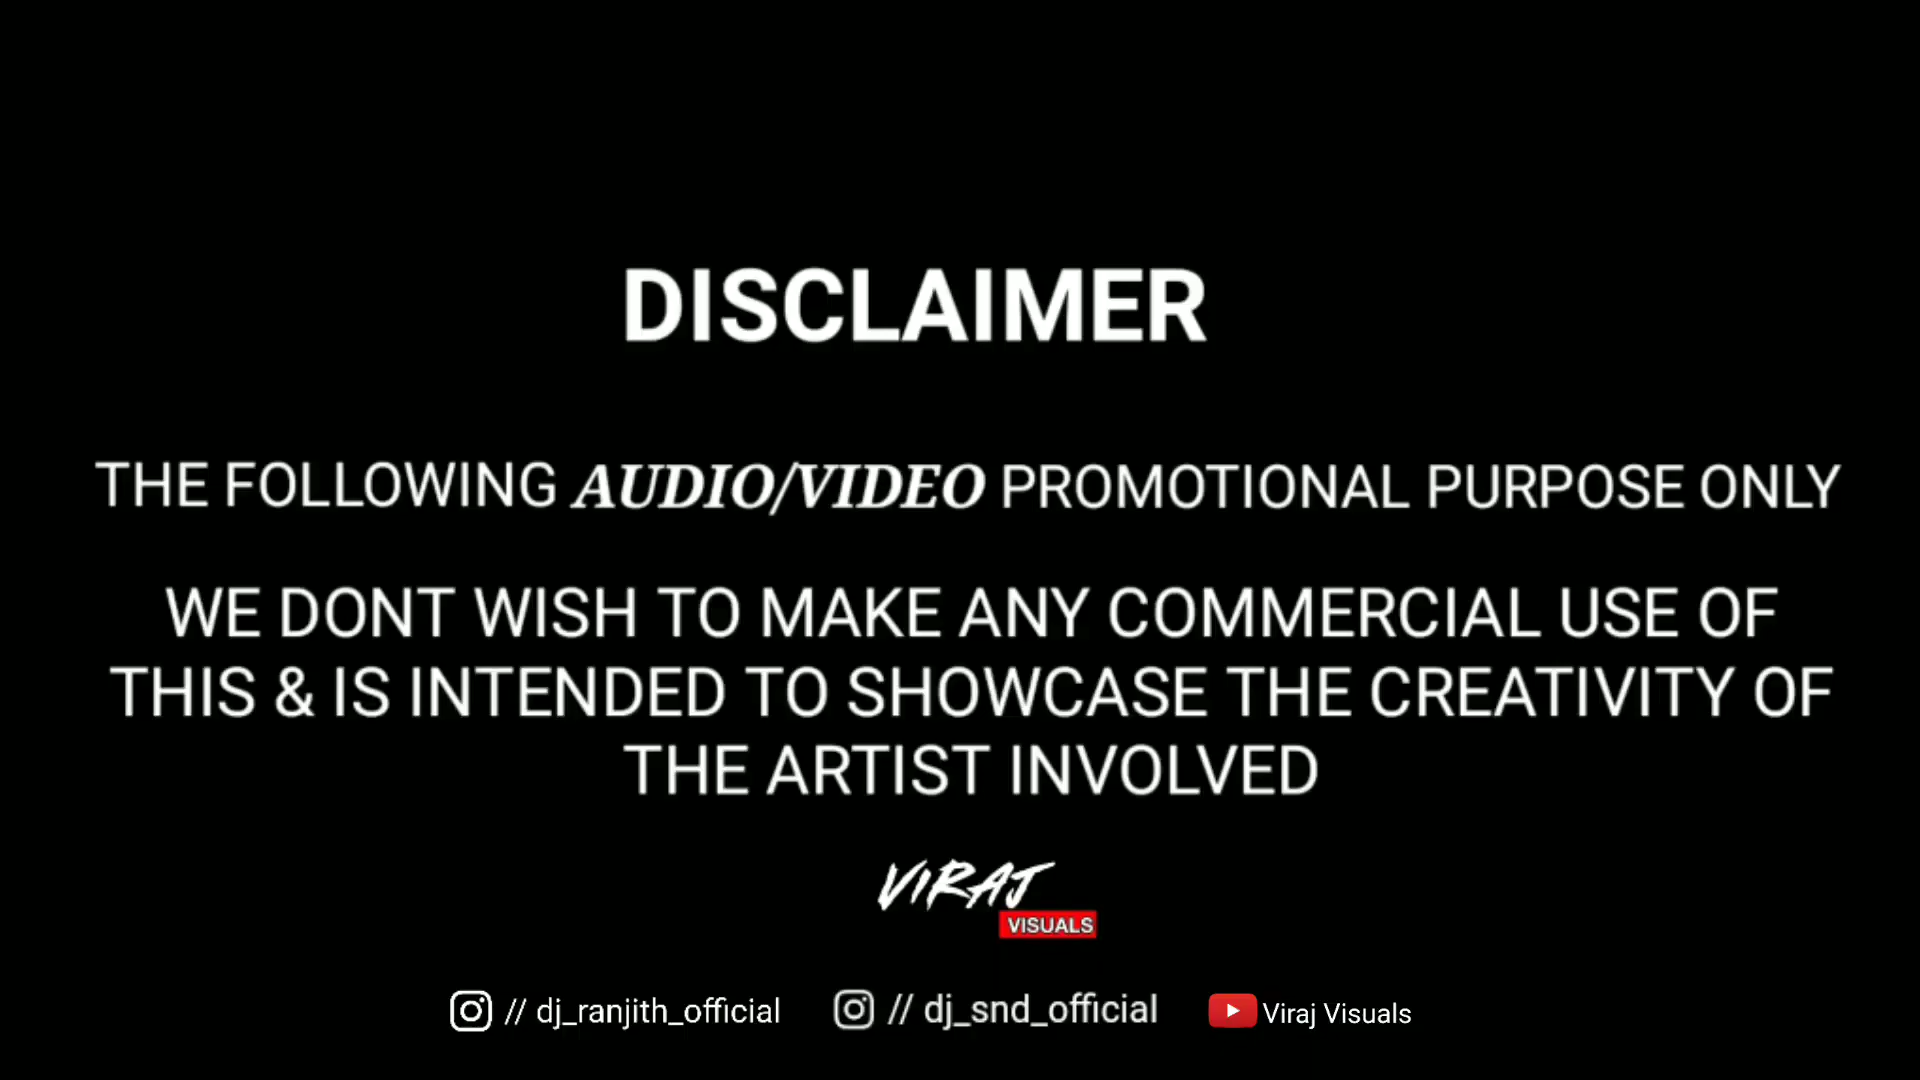 DISCLAIMER
THE FOLLOWING AUDIO/VIDEO PROMOTIONAL PURPOSE ONLY
WE DONT WISH TO MAKE ANY COMMERCIAL USE OF
THIS & IS INTENDED TO SHOWCASE THE CREATIVITY OF
THE ARTIST INVOLVED
VIRAJ
VISUALS
// dj_ranjith_official // dj_snd_official Viraj Visuals